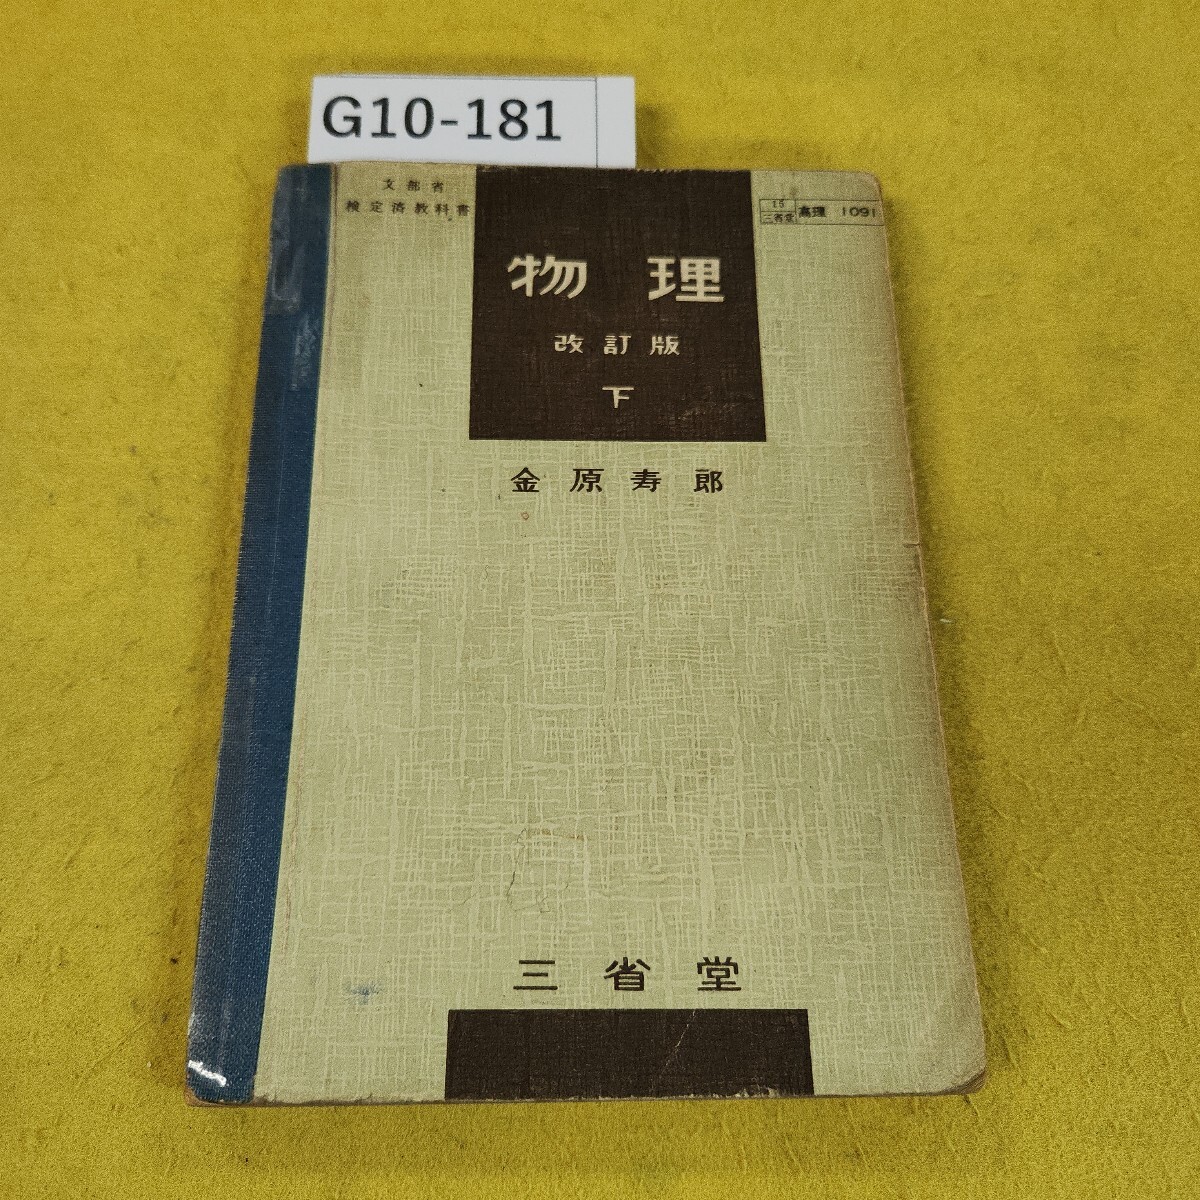 G10-181
文部省
検定済教科書
15
三省堂
高理 1091
物理
改訂版
下
金原寿郎
三省堂